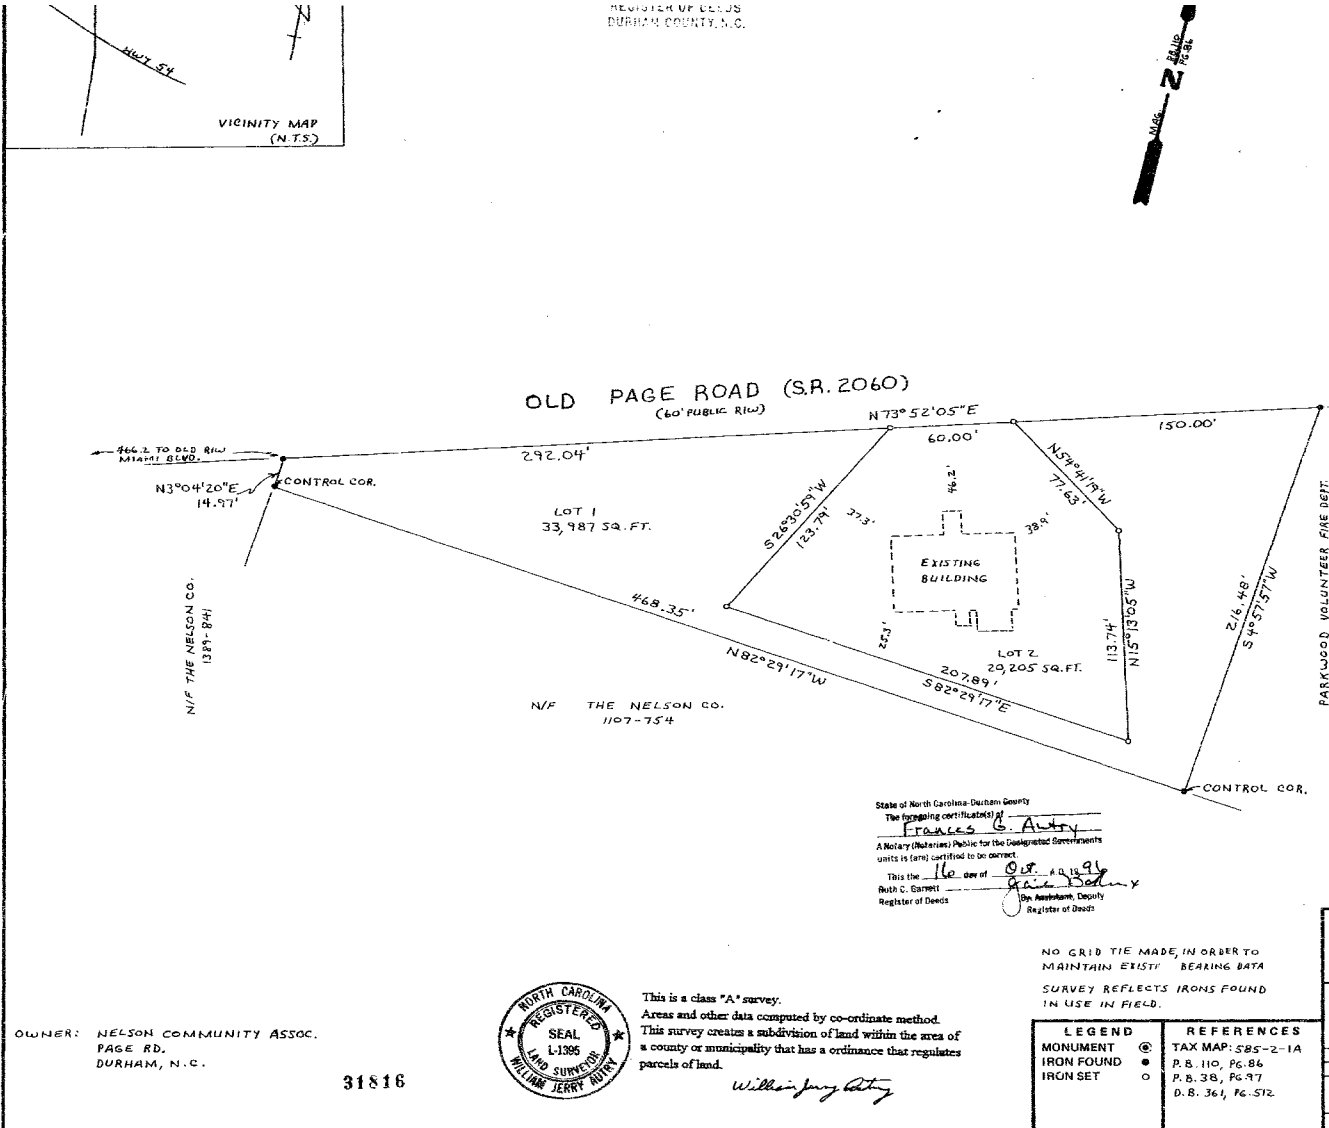 REGISTER OF DEEDS
DURHAM COUNTY, N.C.
HWY 54
N
VICINITY MAP
(N.T.S.)
P.B. 110
PG. 86
N
MAG.
OLD PAGE ROAD (S.R. 2060)
(60' PUBLIC R/W)
N 73° 52' 05" E
292.04'
60.00'
150.00'
466.2 TO OLD R/W
MIAMI BLVD.
N3°04'20"E
14.97'
CONTROL COR.
LOT 1
33,987 SQ. FT.
S 26°30'59" W
123.79'
37.3'
46.2'
38.9'
25.3'
N54°41'19"W
77.63'
EXISTING
BUILDING
468.35'
N82°29'17"W
LOT 2
20,205 SQ.FT.
207.89'
S82°29'17"E
113.74'
N15°13'05"W
216.48'
S 4°57'57"W
PARKWOOD VOLUNTEER FIRE DEPT.
N/F THE NELSON CO.
1389-841
N/F THE NELSON CO.
1107-754
CONTROL COR.
State of North Carolina-Durham County
The foregoing certificate(s) of
Frances G. Autry
A Notary (Notaries) Public for the Designated Governments
units is (are) certified to be correct.
This the 16 day of Oct. A.D. 19 96
Ruth C. Garrett
Register of Deeds
By: Assistant, Deputy
Register of Deeds
NO GRID TIE MADE, IN ORDER TO
MAINTAIN EXIST BEARING DATA
SURVEY REFLECTS IRONS FOUND
IN USE IN FIELD.
OWNER: NELSON COMMUNITY ASSOC.
PAGE RD.
DURHAM, N.C.
31816
NORTH CAROLINA
REGISTERED
SEAL
L-1395
LAND SURVEYOR
WILLIAM JERRY AUTRY
This is a class "A" survey.
Areas and other data computed by co-ordinate method.
This survey creates a subdivision of land within the area of
a county or municipality that has a ordinance that regulates
parcels of land.
William Jerry Autry
LEGEND
MONUMENT
IRON FOUND
IRON SET
REFERENCES
TAX MAP: 585-2-1A
P.B. 110, PG. 86
P.B. 38, PG. 97
D.B. 361, PG. 512